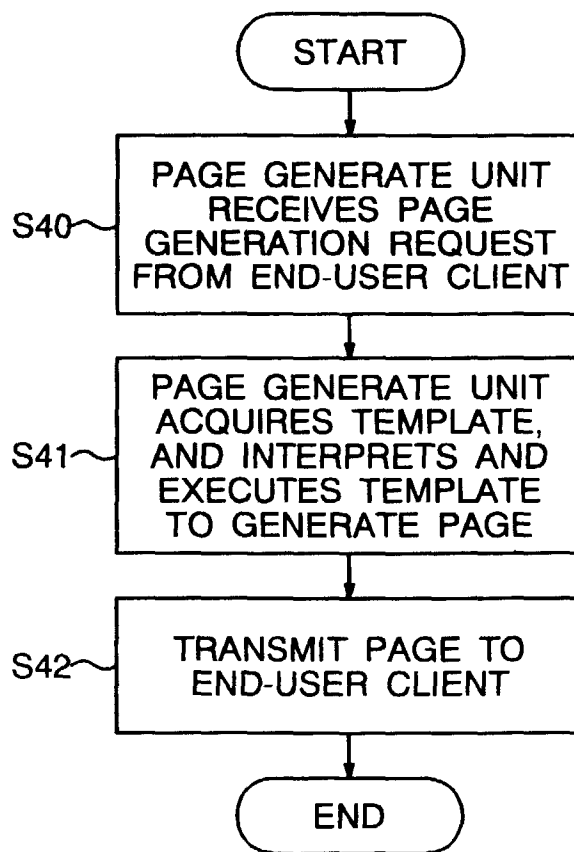 START
S40
PAGE GENERATE UNIT
RECEIVES PAGE
GENERATION REQUEST
FROM END-USER CLIENT
S41
PAGE GENERATE UNIT
ACQUIRES TEMPLATE,
AND INTERPRETS AND
EXECUTES TEMPLATE
TO GENERATE PAGE
S42
TRANSMIT PAGE TO
END-USER CLIENT
END